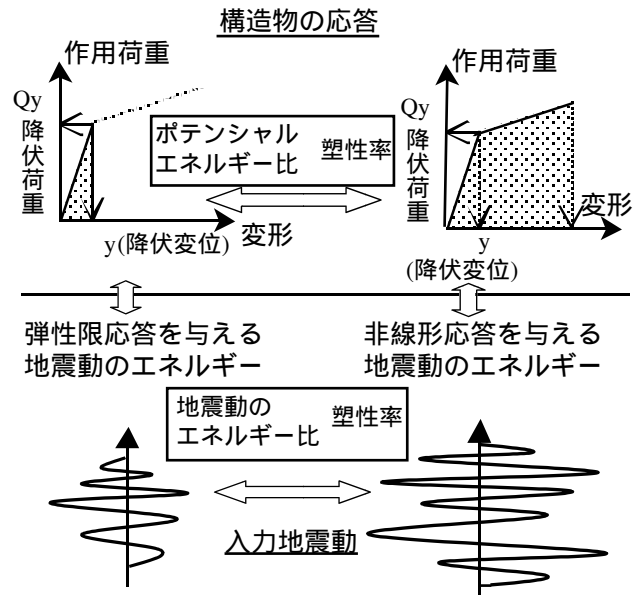 構造物の応答
作用荷重
Qy
降伏荷重
y(降伏変位)
変形
ポテンシャル
エネルギー比
塑性率
作用荷重
Qy
降伏荷重
変形
y
(降伏変位)
弾性限応答を与える
地震動のエネルギー
非線形応答を与える
地震動のエネルギー
地震動の
エネルギー比
塑性率
入力地震動